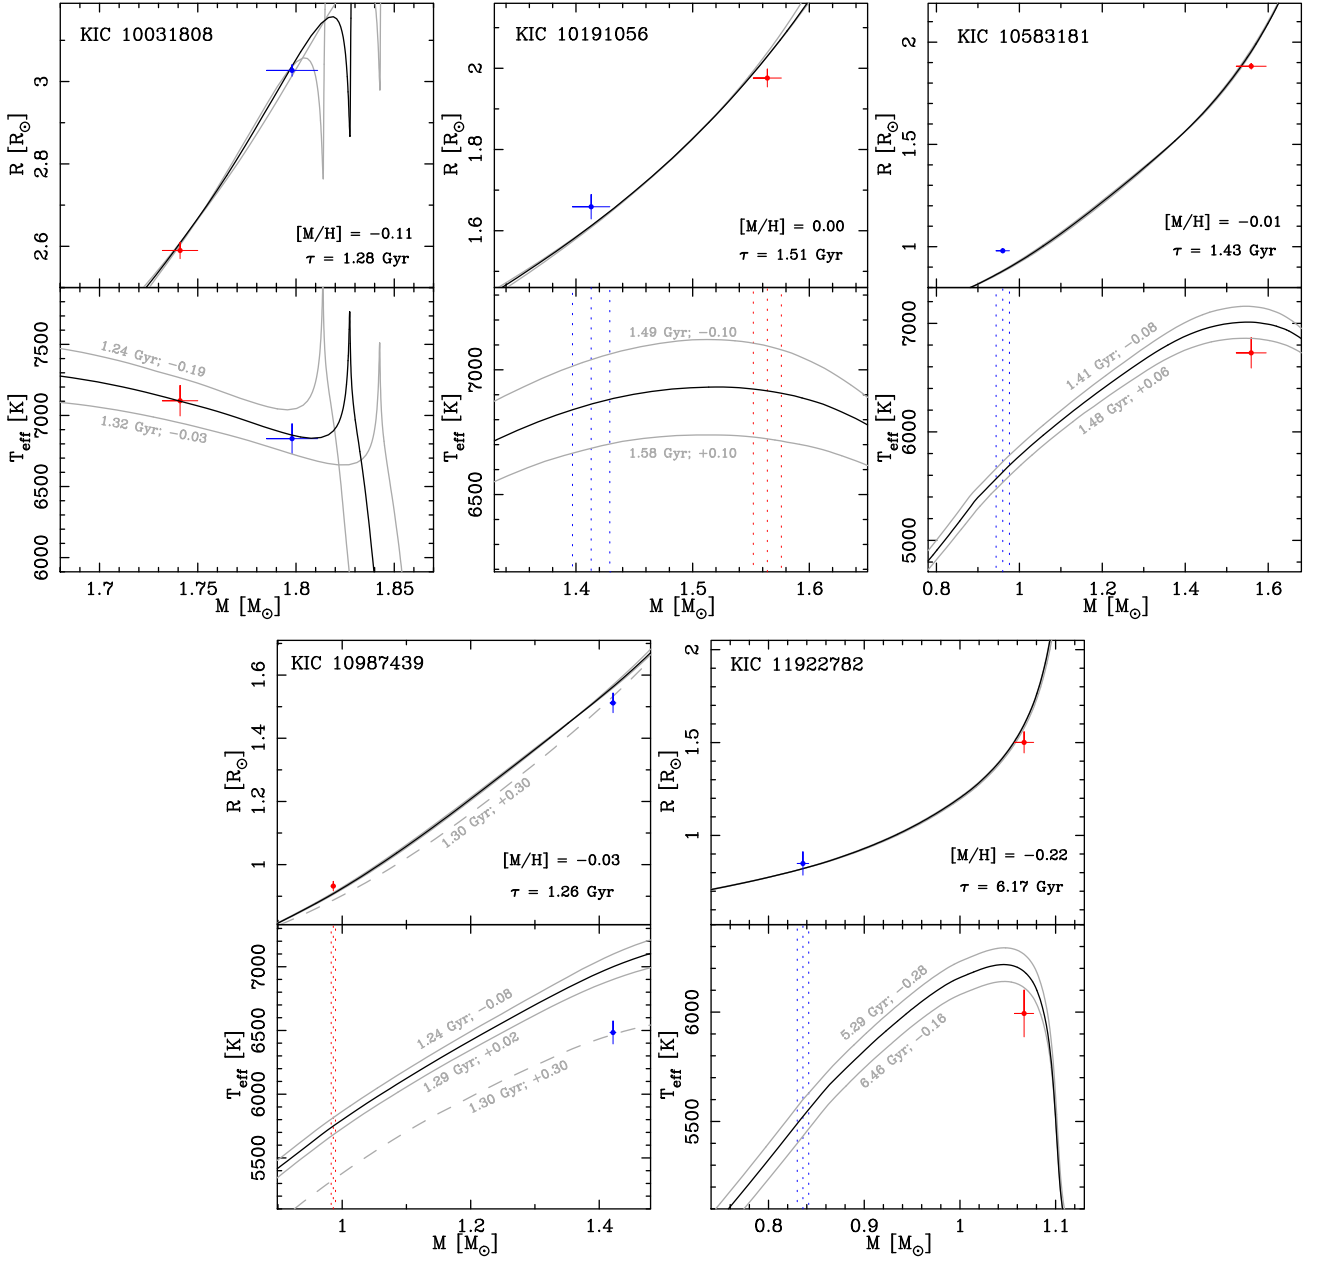 KIC 10031808
R [R⊙]
3
2.8
2.6
[M/H] = −0.11
τ = 1.28 Gyr
Teff [K]
7500
7000
6500
6000
1.24 Gyr; −0.19
1.32 Gyr; −0.03
1.7 1.75 1.8 1.85
M [M⊙]
KIC 10191056
R [R⊙]
2
1.8
1.6
[M/H] = 0.00
τ = 1.51 Gyr
Teff [K]
7000
6500
1.49 Gyr; −0.10
1.58 Gyr; +0.10
1.4 1.5 1.6
M [M⊙]
KIC 10583181
R [R⊙]
2
1.5
1
[M/H] = −0.01
τ = 1.43 Gyr
Teff [K]
7000
6000
5000
1.41 Gyr; −0.08
1.48 Gyr; +0.06
0.8 1 1.2 1.4 1.6
M [M⊙]
KIC 10987439
R [R⊙]
1.6
1.4
1.2
1
1.30 Gyr; +0.30
[M/H] = −0.03
τ = 1.26 Gyr
Teff [K]
7000
6500
6000
5500
1.24 Gyr; −0.08
1.29 Gyr; +0.02
1.30 Gyr; +0.30
1 1.2 1.4
M [M⊙]
KIC 11922782
R [R⊙]
2
1.5
1
[M/H] = −0.22
τ = 6.17 Gyr
Teff [K]
6000
5500
5.29 Gyr; −0.28
6.46 Gyr; −0.16
0.8 0.9 1 1.1
M [M⊙]